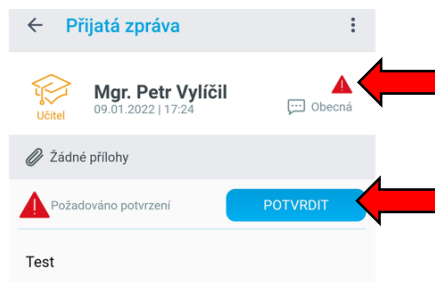 Přijatá zpráva
Mgr. Petr Vylíčil
Učitel
09.01.2022 | 17:24
Obecná
Žádné přílohy
Požadováno potvrzení
POTVRDIT
Test